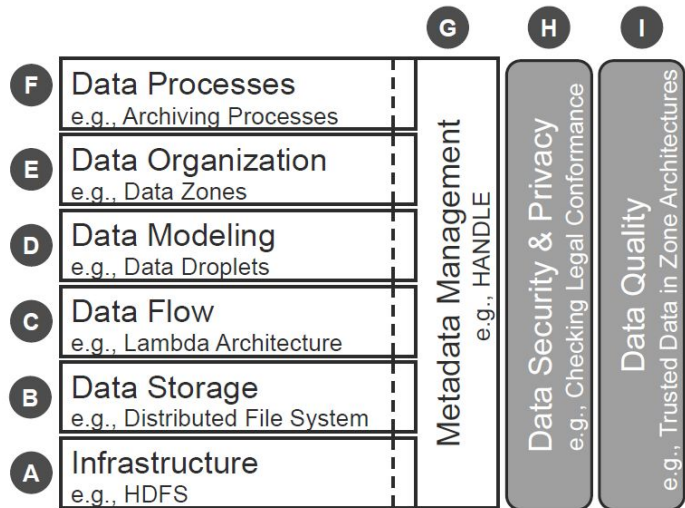 G
H
I
F
Data Processes
e.g., Archiving Processes
E
Data Organization
e.g., Data Zones
D
Data Modeling
e.g., Data Droplets
C
Data Flow
e.g., Lambda Architecture
B
Data Storage
e.g., Distributed File System
A
Infrastructure
e.g., HDFS
Metadata Management
e.g., HANDLE
Data Security & Privacy
e.g., Checking Legal Conformance
Data Quality
e.g., Trusted Data in Zone Architectures